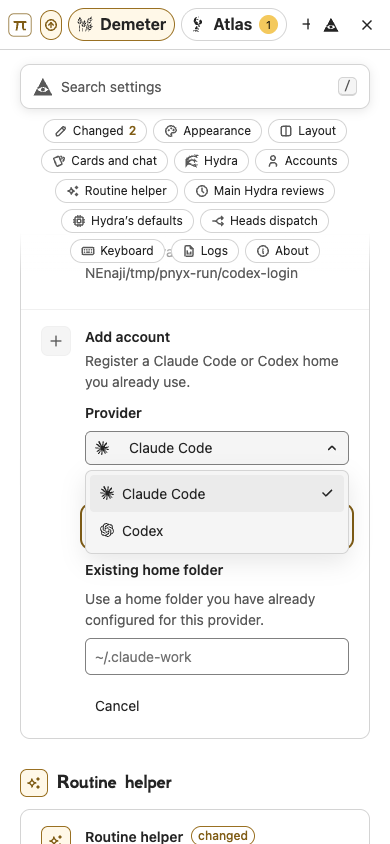 π Demeter Atlas 1
Search settings /
Changed 2 Appearance Layout
Cards and chat Hydra Accounts
Routine helper Main Hydra reviews
Hydra's defaults Heads dispatch
Keyboard Logs About
NEnaji/tmp/pnyx-run/codex-login
Add account
Register a Claude Code or Codex home
you already use.
Provider
Claude Code
Claude Code
Codex
Existing home folder
Use a home folder you have already
configured for this provider.
~/.claude-work
Cancel
Routine helper
Routine helper changed